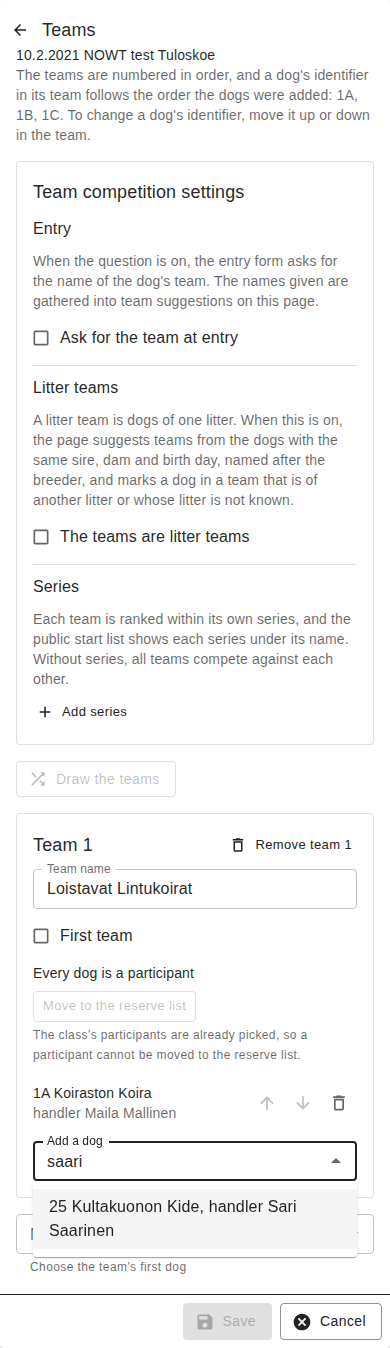 Teams
10.2.2021 NOWT test Tuloskoe
The teams are numbered in order, and a dog's identifier
in its team follows the order the dogs were added: 1A,
1B, 1C. To change a dog's identifier, move it up or down
in the team.
Team competition settings
Entry
When the question is on, the entry form asks for
the name of the dog's team. The names given are
gathered into team suggestions on this page.
Ask for the team at entry
Litter teams
A litter team is dogs of one litter. When this is on,
the page suggests teams from the dogs with the
same sire, dam and birth day, named after the
breeder, and marks a dog in a team that is of
another litter or whose litter is not known.
The teams are litter teams
Series
Each team is ranked within its own series, and the
public start list shows each series under its name.
Without series, all teams compete against each
other.
Add series
Draw the teams
Team 1
Remove team 1
Team name
Loistavat Lintukoirat
First team
Every dog is a participant
Move to the reserve list
The class's participants are already picked, so a
participant cannot be moved to the reserve list.
1A Koiraston Koira
handler Maila Mallinen
Add a dog
saari
25 Kultakuonon Kide, handler Sari
Saarinen
Choose the team's first dog
Save
Cancel